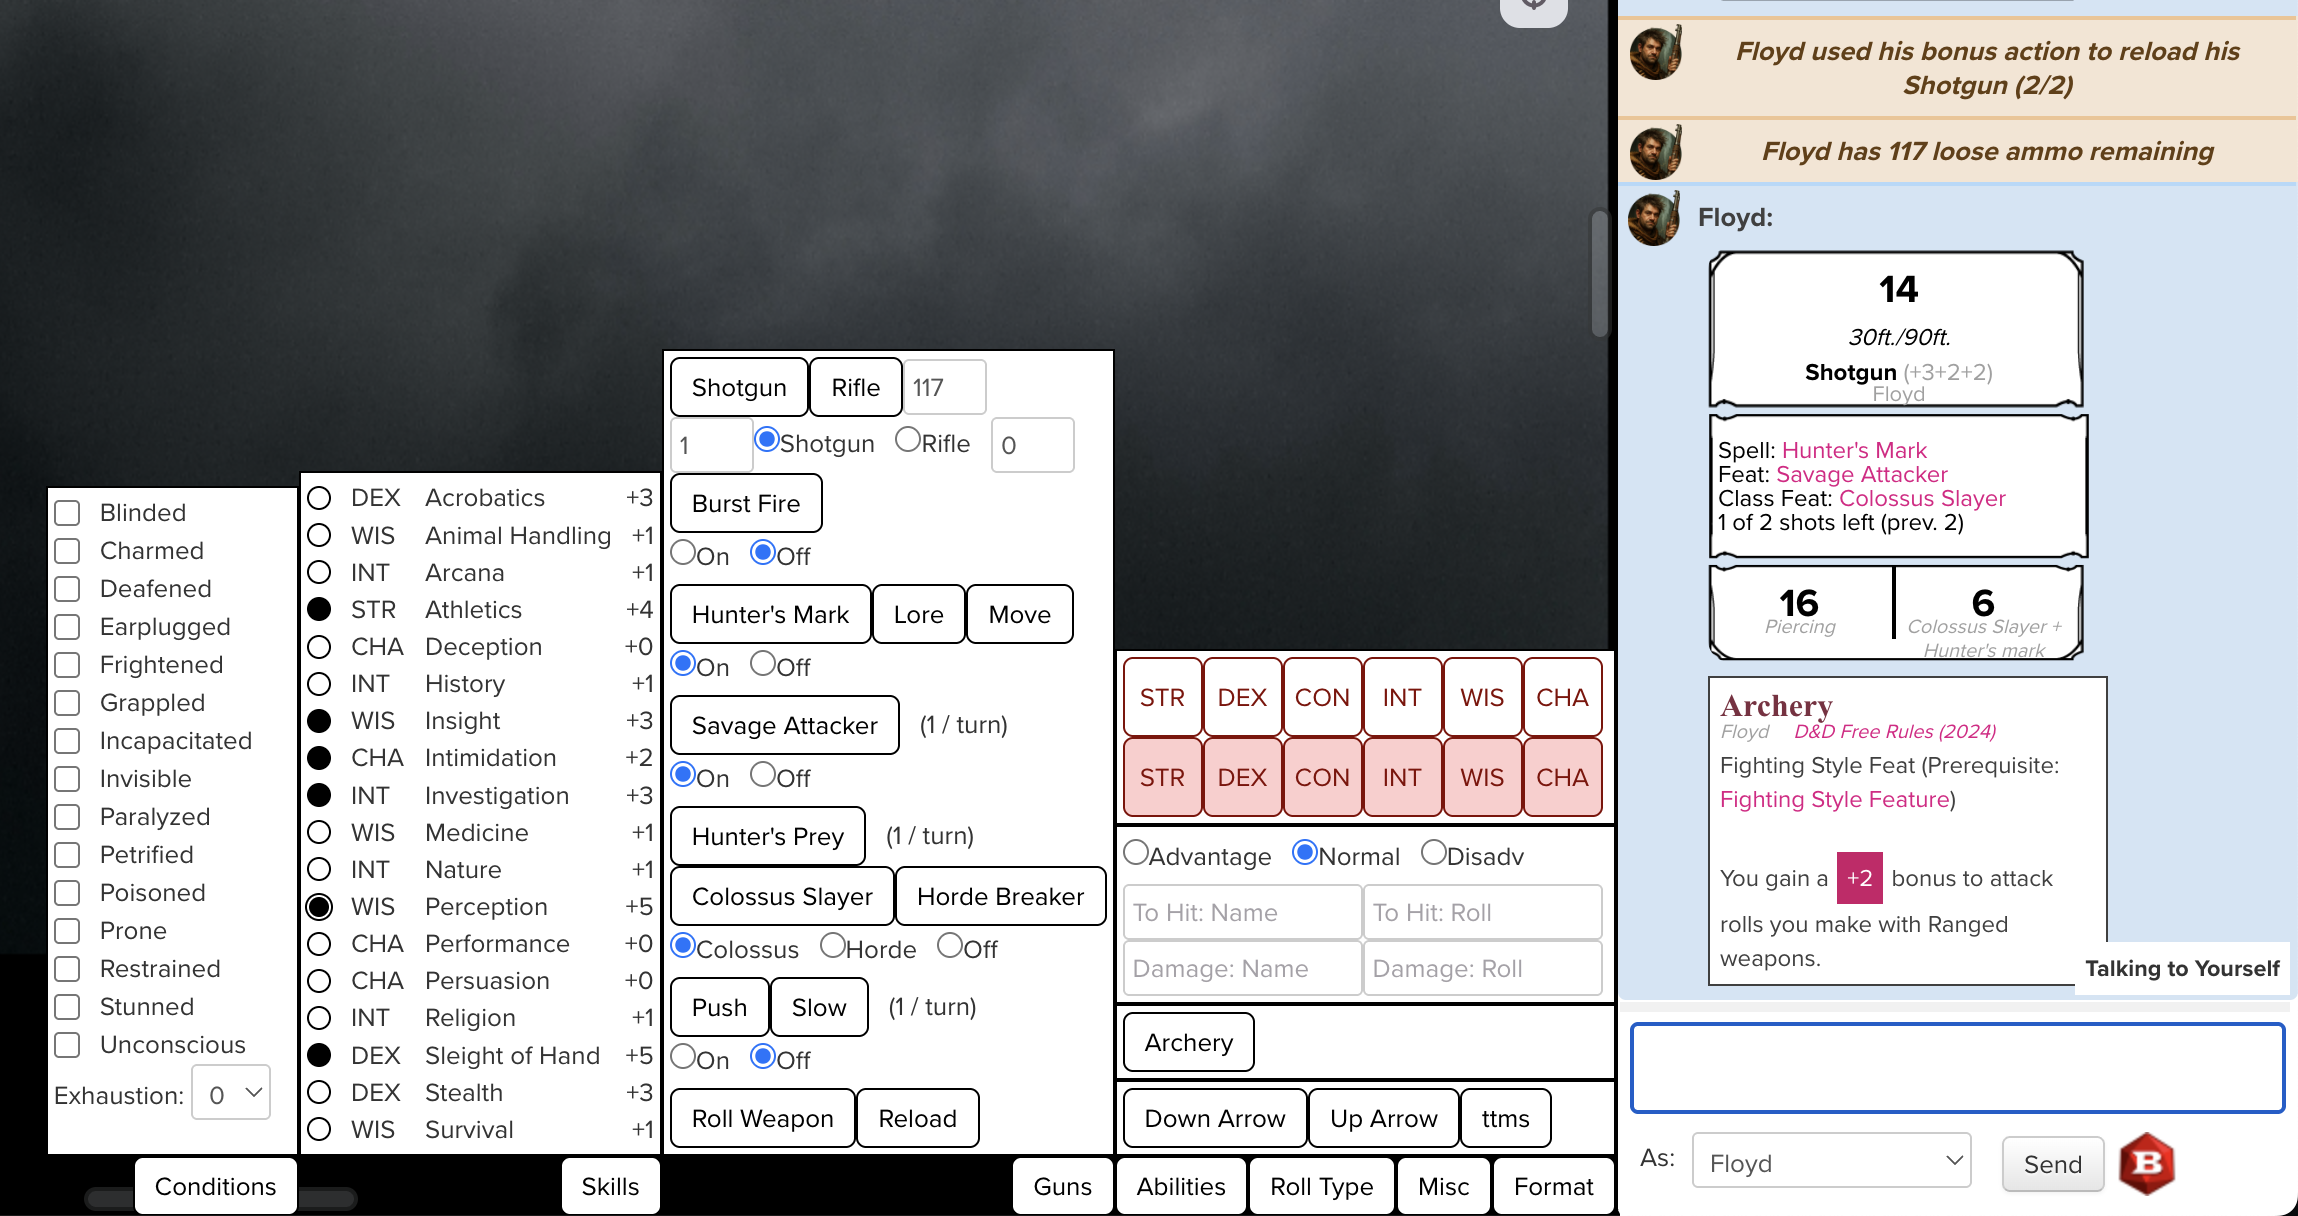 Blinded
Charmed
Deafened
Earplugged
Frightened
Grappled
Incapacitated
Invisible
Paralyzed
Petrified
Poisoned
Prone
Restrained
Stunned
Unconscious
Exhaustion: 0
DEX Acrobatics +3
WIS Animal Handling +1
INT Arcana +1
STR Athletics +4
CHA Deception +0
INT History +1
WIS Insight +3
CHA Intimidation +2
INT Investigation +3
WIS Medicine +1
INT Nature +1
WIS Perception +5
CHA Performance +0
CHA Persuasion +0
INT Religion +1
DEX Sleight of Hand +5
DEX Stealth +3
WIS Survival +1
Shotgun Rifle 117
1 Shotgun Rifle 0
Burst Fire
On Off
Hunter's Mark Lore Move
On Off
Savage Attacker (1 / turn)
On Off
Hunter's Prey (1 / turn)
Colossus Slayer Horde Breaker
Colossus Horde Off
Push Slow (1 / turn)
On Off
Roll Weapon Reload
STR DEX CON INT WIS CHA
STR DEX CON INT WIS CHA
Advantage Normal Disadv
To Hit: Name To Hit: Roll
Damage: Name Damage: Roll
Archery
Down Arrow Up Arrow ttms
Conditions Skills Guns Abilities Roll Type Misc Format
Floyd used his bonus action to reload his
Shotgun (2/2)
Floyd has 117 loose ammo remaining
Floyd:
14
30ft./90ft.
Shotgun (+3+2+2)
Floyd
Spell: Hunter's Mark
Feat: Savage Attacker
Class Feat: Colossus Slayer
1 of 2 shots left (prev. 2)
16 6
Piercing Colossus Slayer +
Hunter's mark
Archery
Floyd D&D Free Rules (2024)
Fighting Style Feat (Prerequisite:
Fighting Style Feature)
You gain a +2 bonus to attack
rolls you make with Ranged
weapons.
Talking to Yourself
As: Floyd Send B